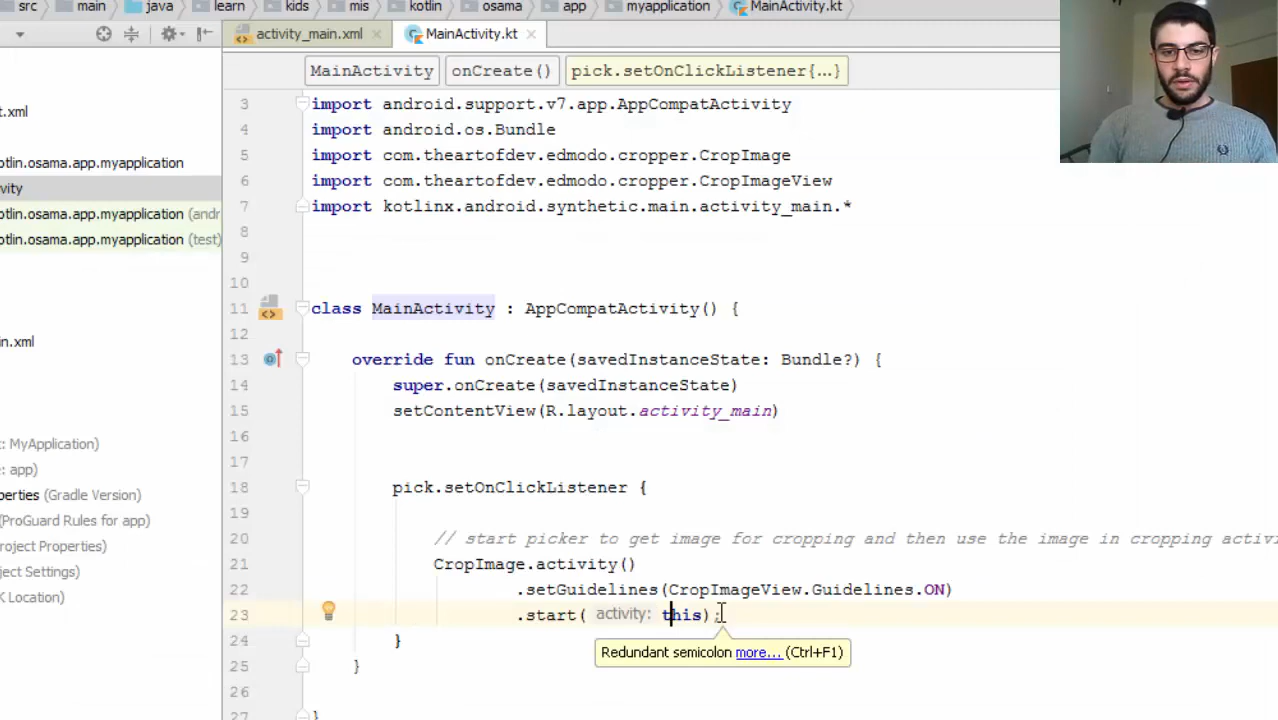 src main java learn kids mis kotlin osama app myapplication MainActivity.kt
activity_main.xml MainActivity.kt
MainActivity onCreate() pick.setOnClickListener{...}
t.xml
otlin.osama.app.myapplication
vity
otlin.osama.app.myapplication (andr
otlin.osama.app.myapplication (test)
in.xml
t: MyApplication)
e: app)
operties (Gradle Version)
(ProGuard Rules for app)
roject Properties)
roject Settings)
K Location)
3 import android.support.v7.app.AppCompatActivity
4 import android.os.Bundle
5 import com.theartofdev.edmodo.cropper.CropImage
6 import com.theartofdev.edmodo.cropper.CropImageView
7 import kotlinx.android.synthetic.main.activity_main.*
8
9
10
11 class MainActivity : AppCompatActivity() {
12
13 override fun onCreate(savedInstanceState: Bundle?) {
14 super.onCreate(savedInstanceState)
15 setContentView(R.layout.activity_main)
16
17
18 pick.setOnClickListener {
19
20 // start picker to get image for cropping and then use the image in cropping activi
21 CropImage.activity()
22 .setGuidelines(CropImageView.Guidelines.ON)
23 .start( activity: this);
24 }
Redundant semicolon more... (Ctrl+F1)
25 }
26
27 }